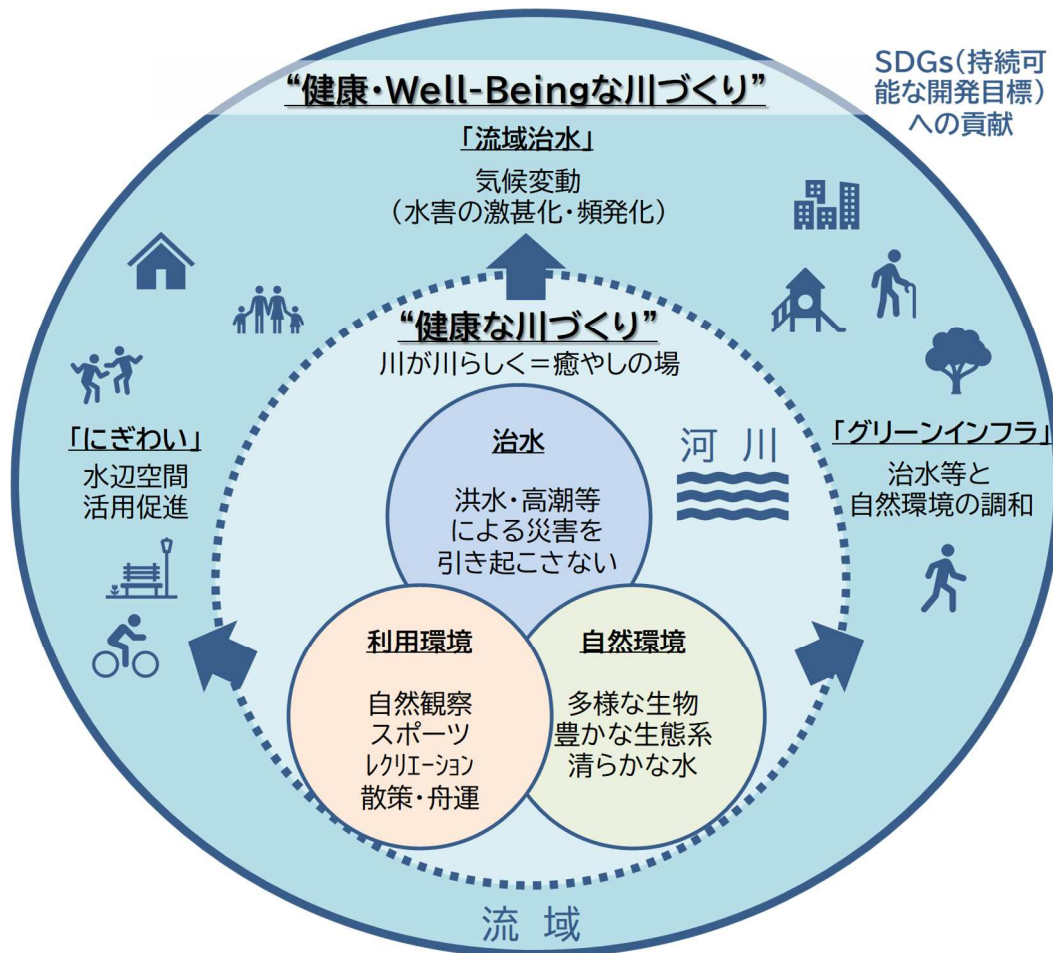 “健康・Well-Beingな川づくり”
SDGs(持続可
能な開発目標)
への貢献
「流域治水」
気候変動
(水害の激甚化・頻発化)
“健康な川づくり”
川が川らしく＝癒やしの場
「にぎわい」
水辺空間
活用促進
治水
洪水・高潮等
による災害を
引き起こさない
河川
「グリーンインフラ」
治水等と
自然環境の調和
利用環境
自然観察
スポーツ
ﾚｸﾘｴｰｼｮﾝ
散策・舟運
自然環境
多様な生物
豊かな生態系
清らかな水
流域